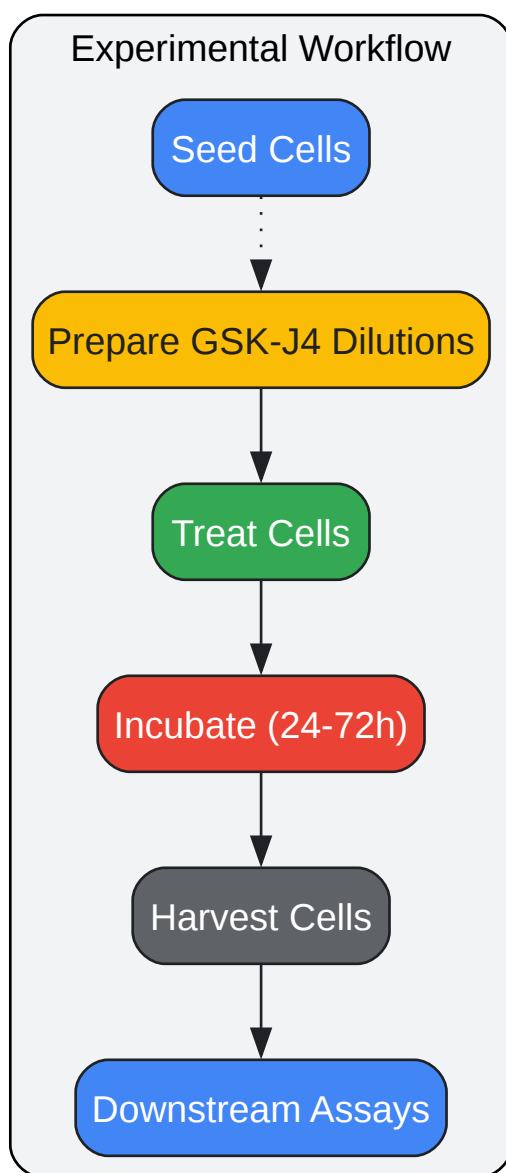 Experimental Workflow
Seed Cells
Prepare GSK-J4 Dilutions
Treat Cells
Incubate (24-72h)
Harvest Cells
Downstream Assays